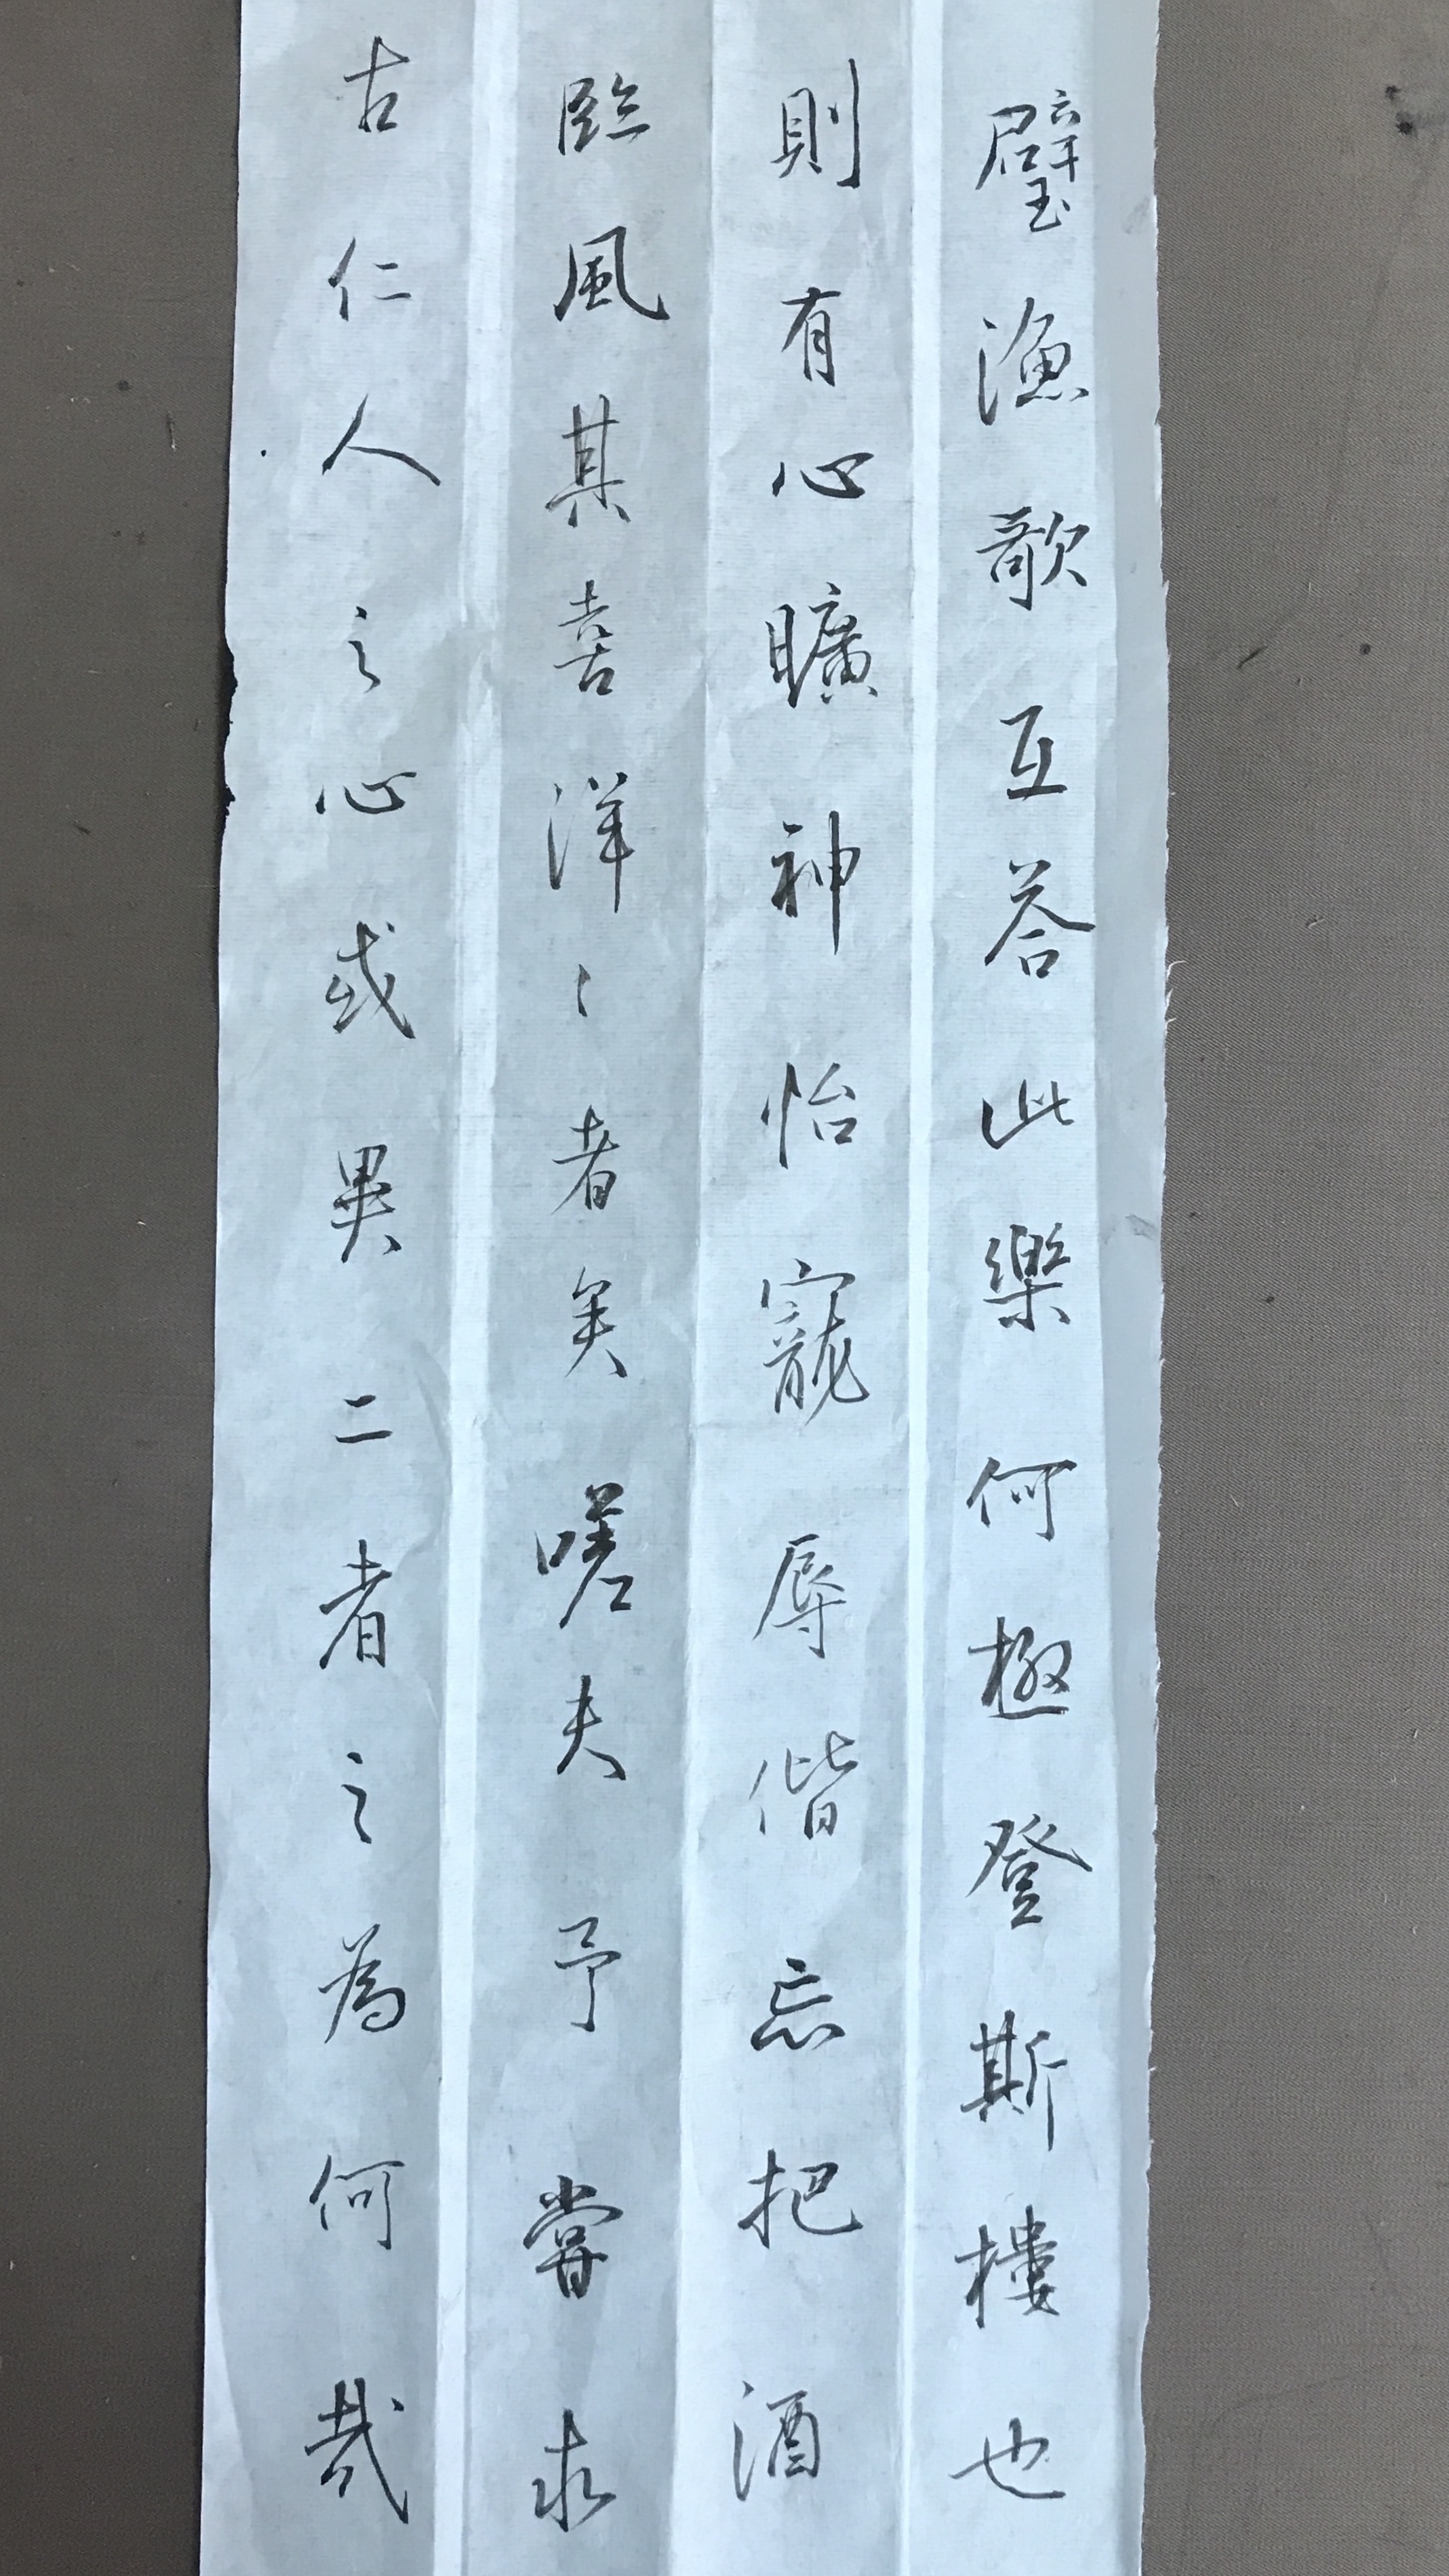 璧漁歌互荅此樂何極登斯樓也
則有心曠神怡寵辱偕忘把酒
臨風其喜洋〻者矣嗟夫予嘗求
古仁人之心或異二者之為何哉